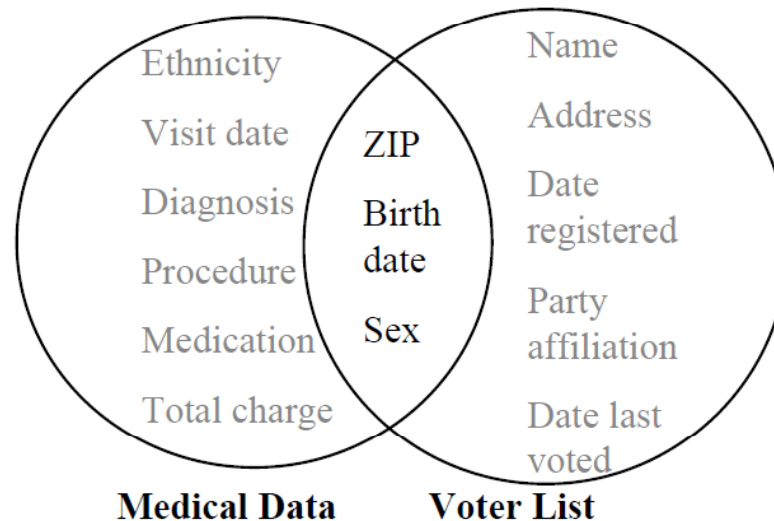 Ethnicity
Visit date
Diagnosis
Procedure
Medication
Total charge
ZIP
Birth
date
Sex
Name
Address
Date
registered
Party
affiliation
Date last
voted
Medical Data
Voter List